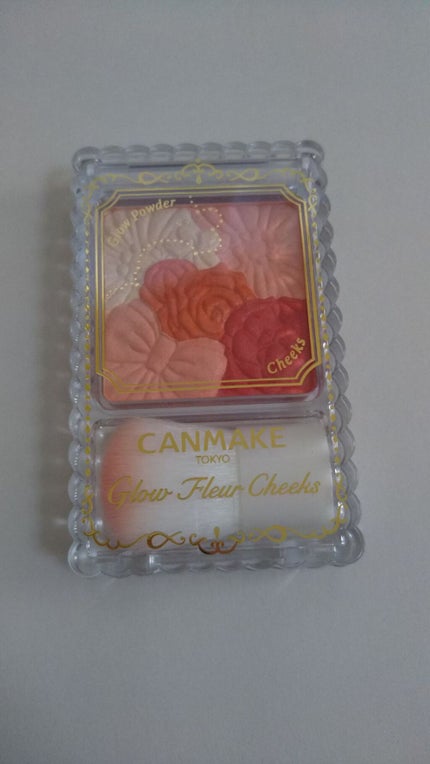 Glow Powder
Cheeks
CANMAKE
TOKYO
Glow Fleur Cheeks